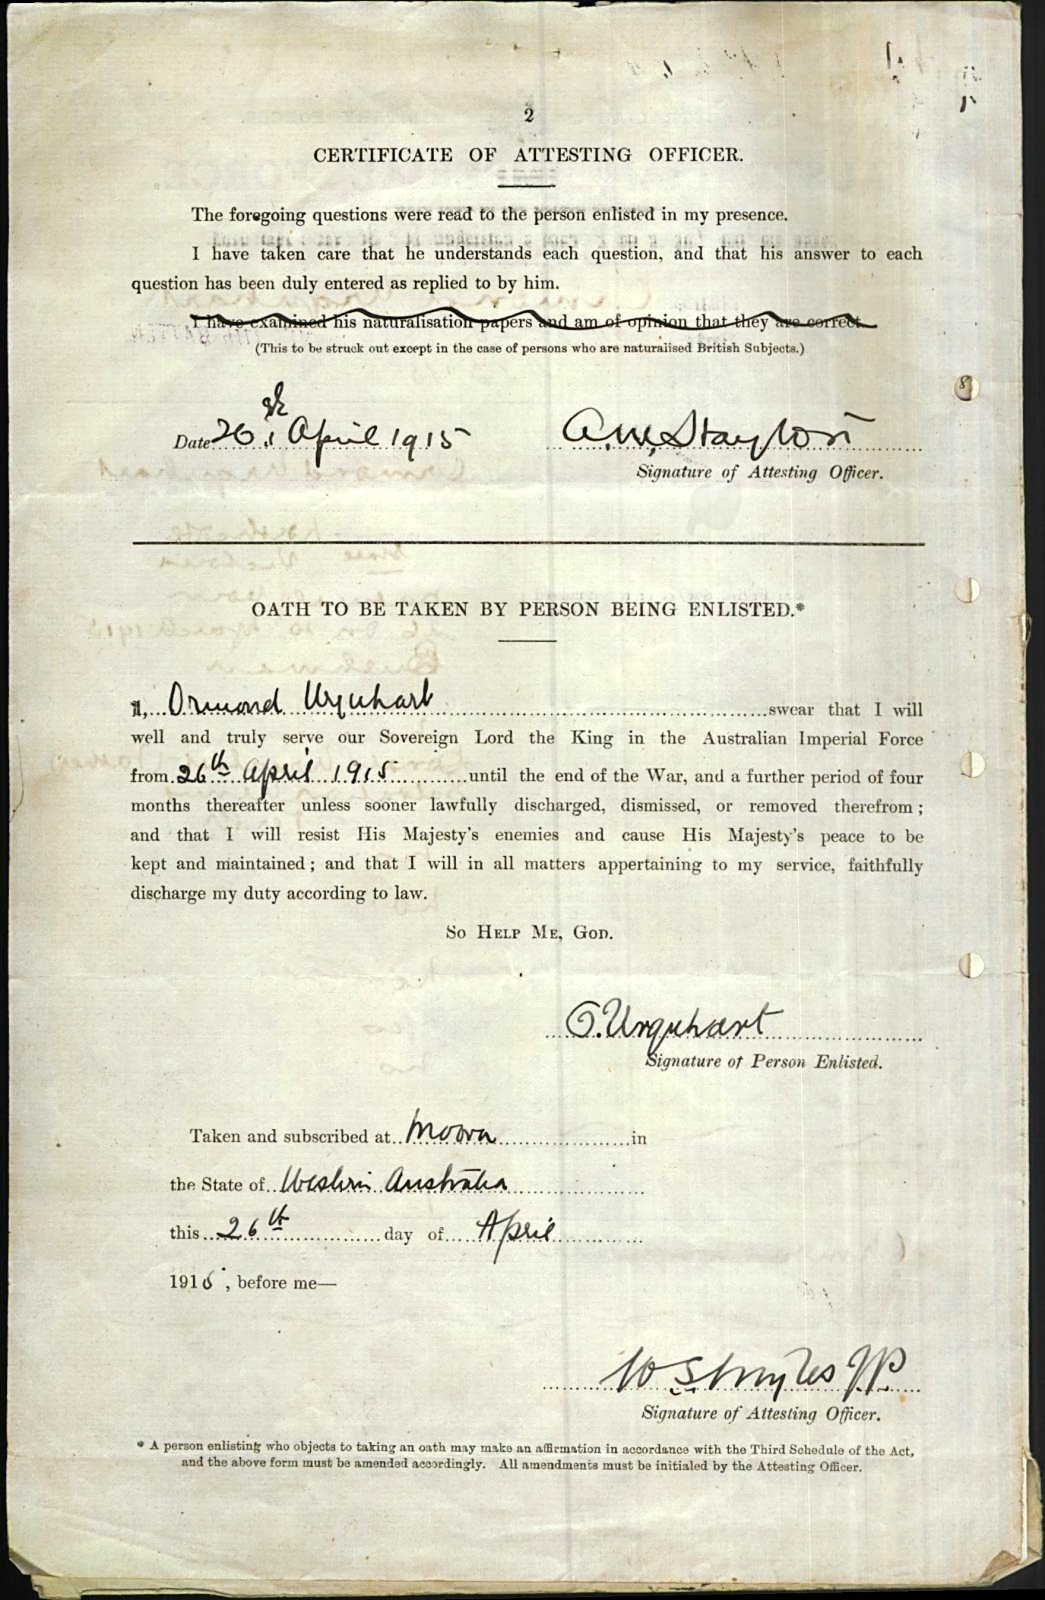 2
CERTIFICATE OF ATTESTING OFFICER.
The foregoing questions were read to the person enlisted in my presence.
I have taken care that he understands each question, and that his answer to each
question has been duly entered as replied to by him.
I have examined his naturalisation papers and am of opinion that they are correct.
(This to be struck out except in the case of persons who are naturalised British Subjects.)
Date 26th April 1915
Signature of Attesting Officer.
OATH TO BE TAKEN BY PERSON BEING ENLISTED.*
I, Ormond Urquhart swear that I will
well and truly serve our Sovereign Lord the King in the Australian Imperial Force
from 26th April 1915 until the end of the War, and a further period of four
months thereafter unless sooner lawfully discharged, dismissed, or removed therefrom;
and that I will resist His Majesty's enemies and cause His Majesty's peace to be
kept and maintained; and that I will in all matters appertaining to my service, faithfully
discharge my duty according to law.
So Help Me, God.
O. Urquhart
Signature of Person Enlisted.
Taken and subscribed at Moora in
the State of Western Australia
this 26th day of April
1915, before me—
JP
Signature of Attesting Officer.
* A person enlisting who objects to taking an oath may make an affirmation in accordance with the Third Schedule of the Act,
and the above form must be amended accordingly. All amendments must be initialed by the Attesting Officer.